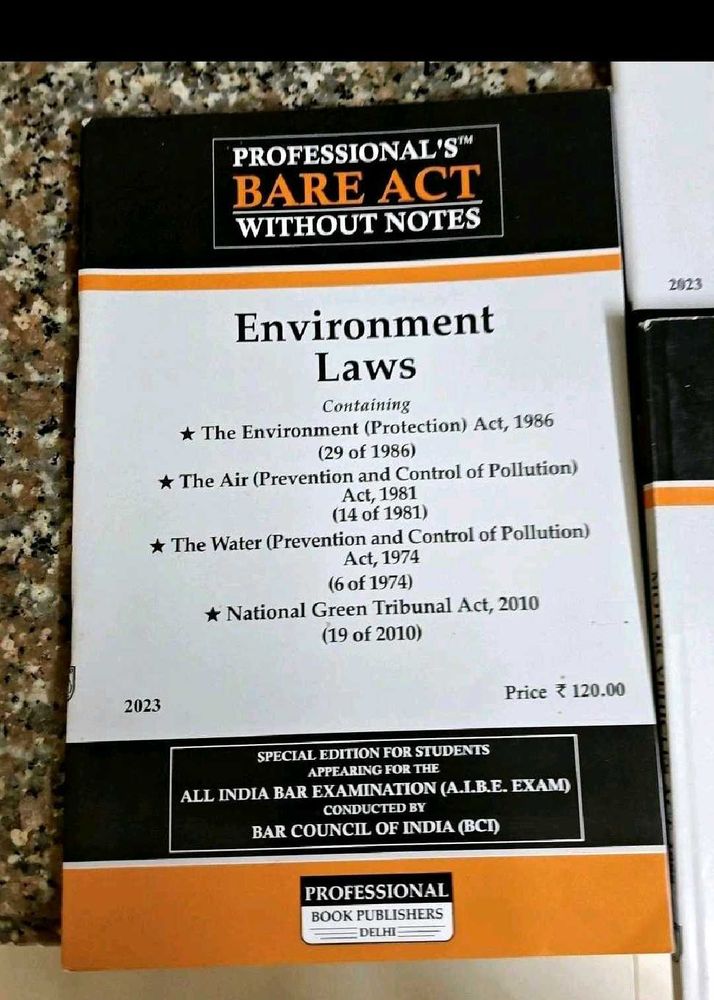 PROFESSIONAL'S™
BARE ACT
WITHOUT NOTES
Environment
Laws
Containing
★ The Environment (Protection) Act, 1986
(29 of 1986)
★ The Air (Prevention and Control of Pollution)
Act, 1981
(14 of 1981)
★ The Water (Prevention and Control of Pollution)
Act, 1974
(6 of 1974)
★ National Green Tribunal Act, 2010
(19 of 2010)
2023
Price ₹ 120.00
SPECIAL EDITION FOR STUDENTS
APPEARING FOR THE
ALL INDIA BAR EXAMINATION (A.I.B.E. EXAM)
CONDUCTED BY
BAR COUNCIL OF INDIA (BCI)
PROFESSIONAL
BOOK PUBLISHERS
DELHI
2023